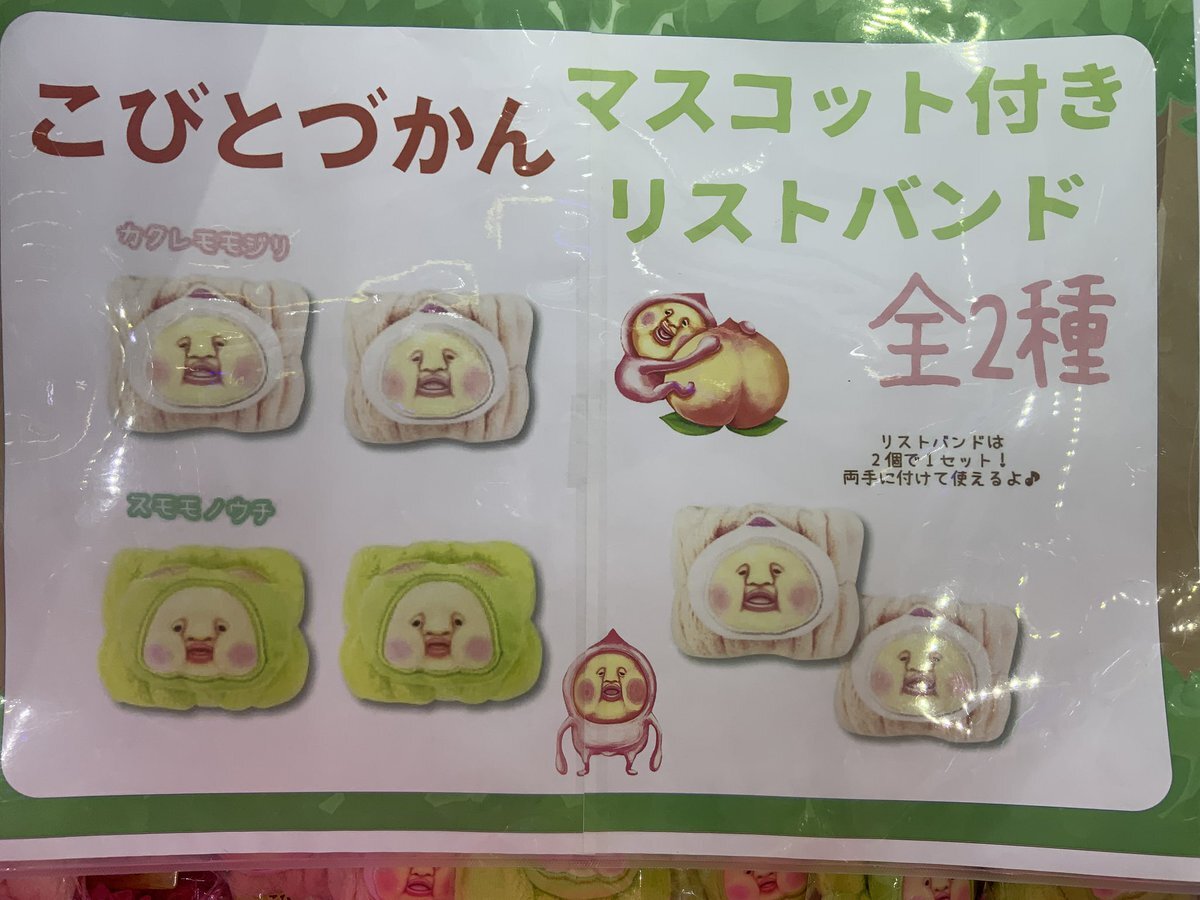 こびとづかん
マスコット付き
リストバンド
全2種
カクレモモジリ
スモモノウチ
リストバンドは
2個で1セット!
両手に付けて使えるよ♪